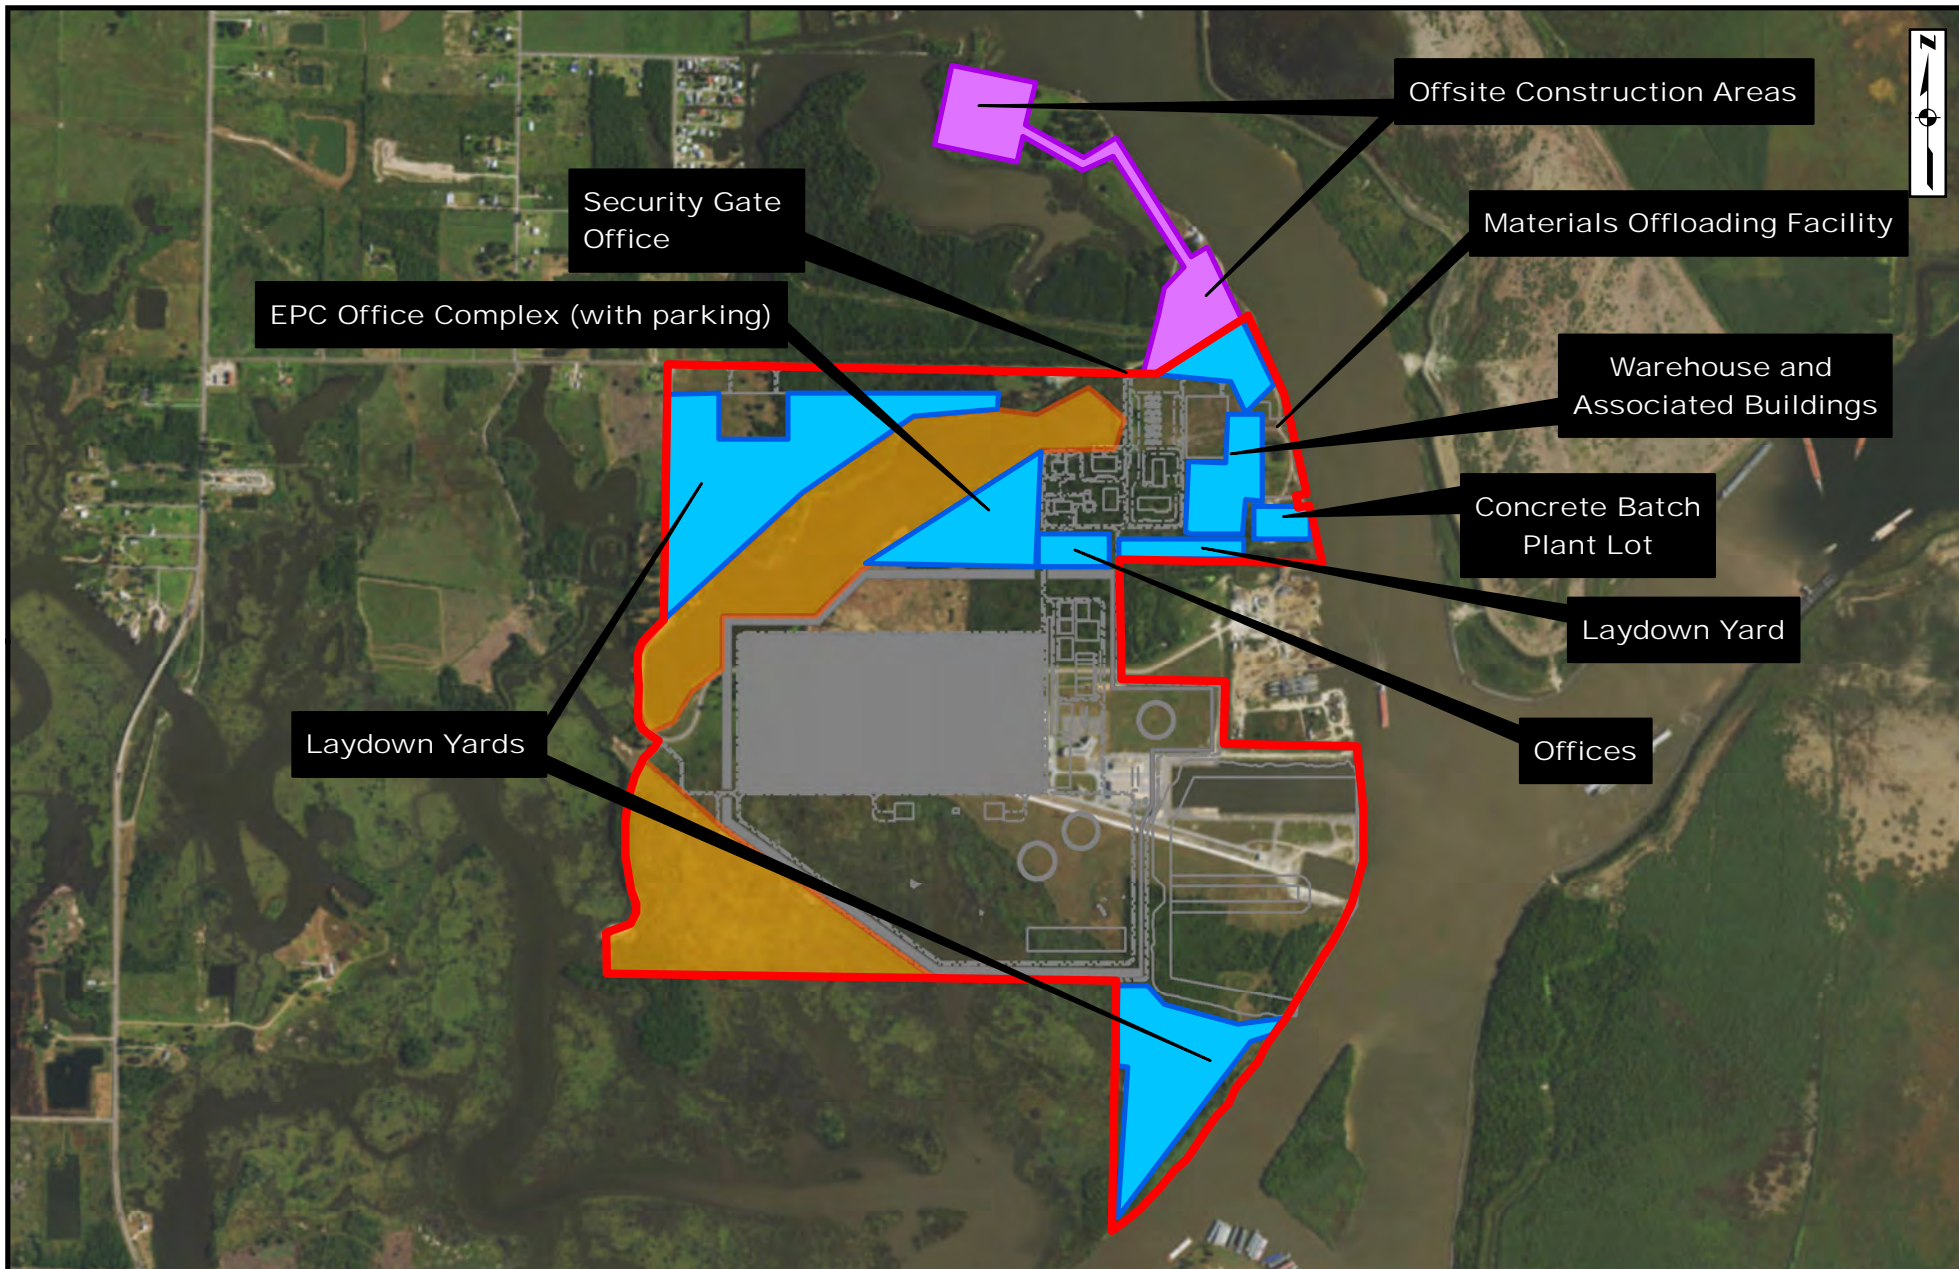 N
Offsite Construction Areas
Security Gate
Office
Materials Offloading Facility
EPC Office Complex (with parking)
Warehouse and
Associated Buildings
Concrete Batch
Plant Lot
Laydown Yard
Laydown Yards
Offices